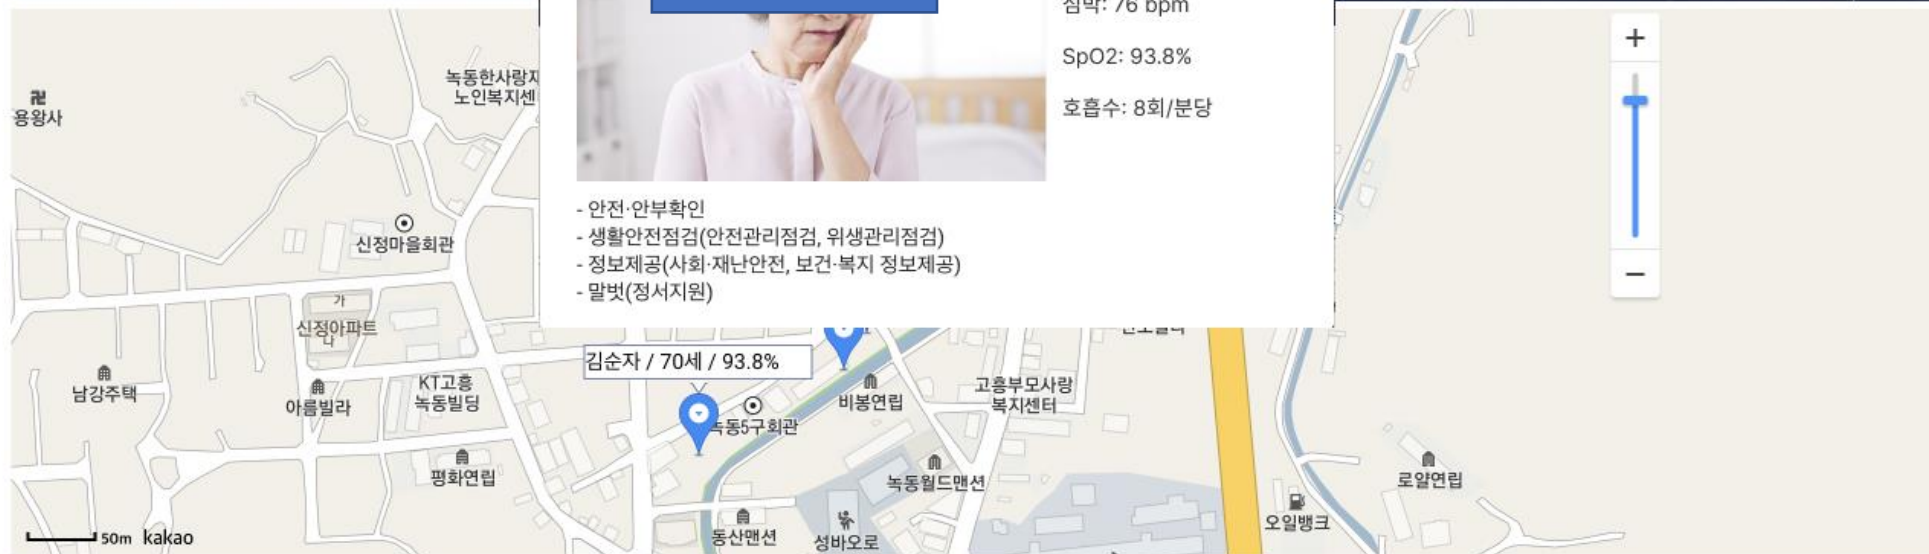 심박: 76 bpm
SpO2: 93.8%
호흡수: 8회/분당
- 안전·안부확인
- 생활안전점검(안전관리점검, 위생관리점검)
- 정보제공(사회·재난안전, 보건·복지 정보제공)
- 말벗(정서지원)
+
−
녹동한사랑재
노인복지센
용왕사
신정마을회관
가
신정아파트
나
김순자 / 70세 / 93.8%
남강주택
아름빌라
KT고흥
녹동빌딩
비봉연립
고흥부모사랑
복지센터
녹동5구회관
평화연립
녹동월드맨션
로얄연립
오일뱅크
동산맨션
성바오로
50m kakao